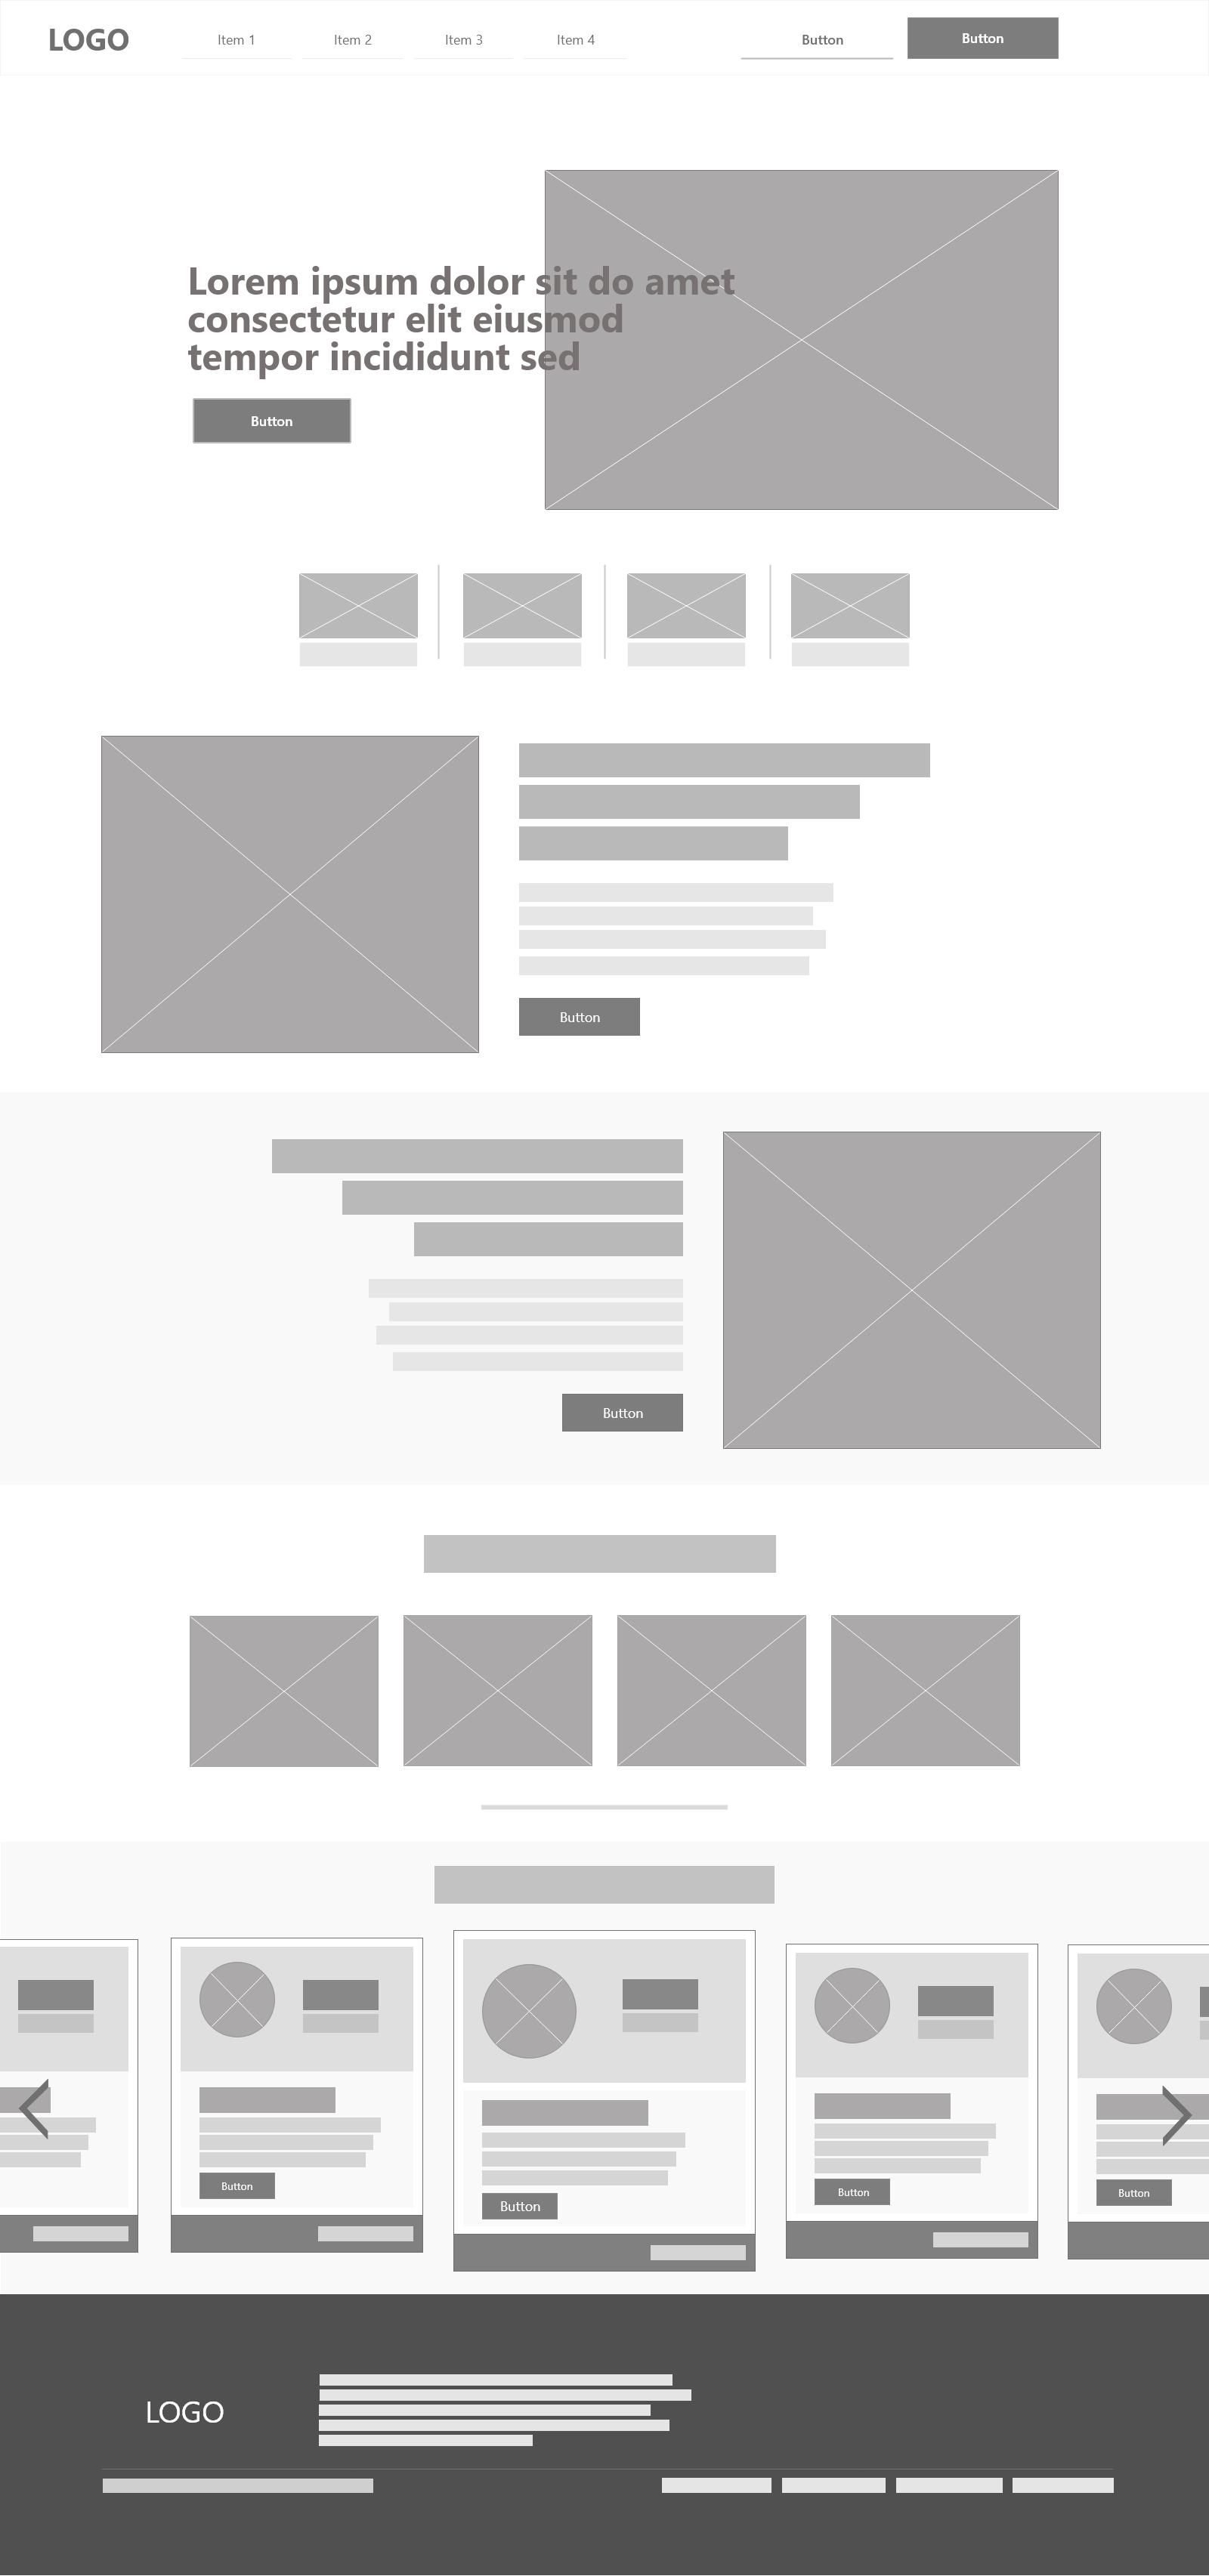 LOGO
Item 1
Item 2
Item 3
Item 4
Button
Button
Lorem ipsum dolor sit do amet
consectetur elit eiusmod
tempor incididunt sed
Button
Button
Button
Button
Button
Button
Button
LOGO